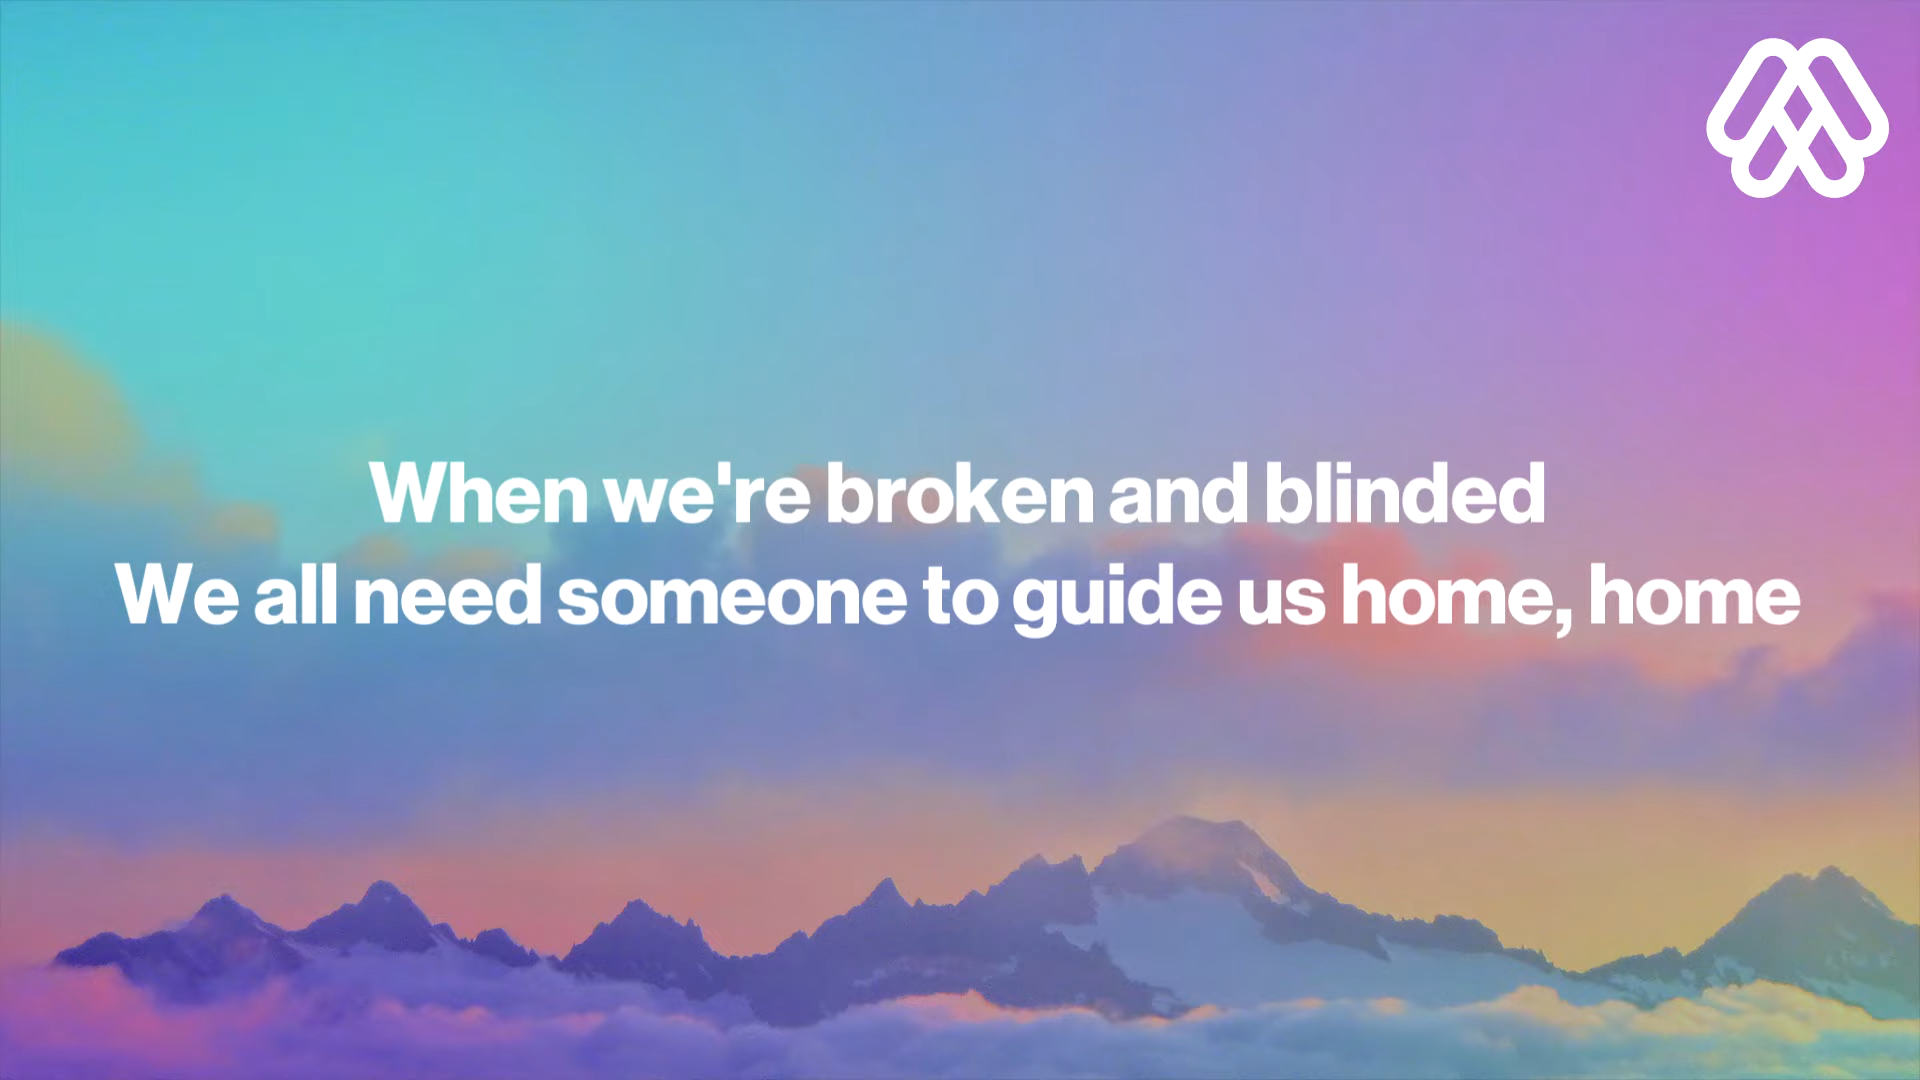 When we're broken and blinded
We all need someone to guide us home, home